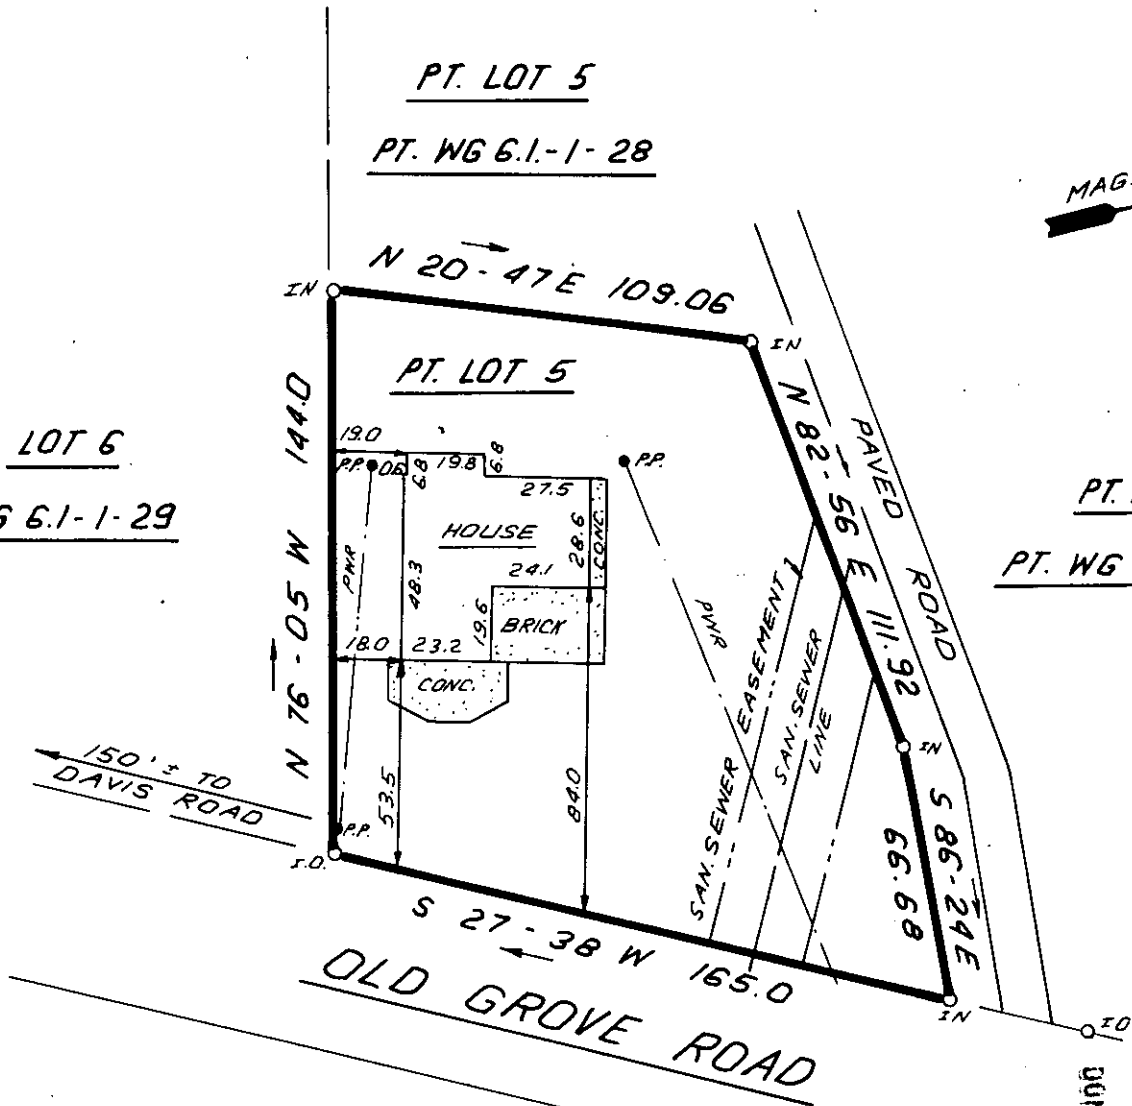 PT. LOT 5
PT. WG 6.1.-1-28
MAG.
N 20-47E 109.06
IN
IN
PT. LOT 5
LOT 6
6.1-1-29
N 76-05 W 144.0
19.0
P.P.
0.6
6.8
19.8
6.8
27.5
P.P.
HOUSE
28.6
CONC.
24.1
PWR
48.3
19.6
BRICK
18.0
23.2
CONC.
53.5
84.0
PWR
SAN. SEWER EASEMENT
SAN. SEWER
LINE
N 82-56 E 111.92
PAVED ROAD
PT.
PT. WG
IN
S 86-24E
66.68
150'± TO
DAVIS ROAD
P.P.
I.O.
S 27-38 W 165.0
IN
IO
OLD GROVE ROAD